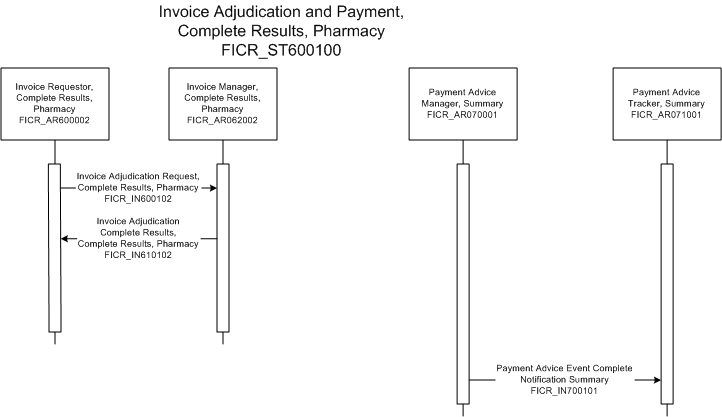 Invoice Adjudication and Payment,
Complete Results, Pharmacy
FICR_ST600100
Invoice Requestor,
Complete Results,
Pharmacy
FICR_AR600002
Invoice Manager,
Complete Results,
Pharmacy
FICR_AR062002
Payment Advice
Manager, Summary
FICR_AR070001
Payment Advice
Tracker, Summary
FICR_AR071001
Invoice Adjudication Request,
Complete Results, Pharmacy
FICR_IN600102
Invoice Adjudication
Complete Results,
Complete Results, Pharmacy
FICR_IN610102
Payment Advice Event Complete
Notification Summary
FICR_IN700101